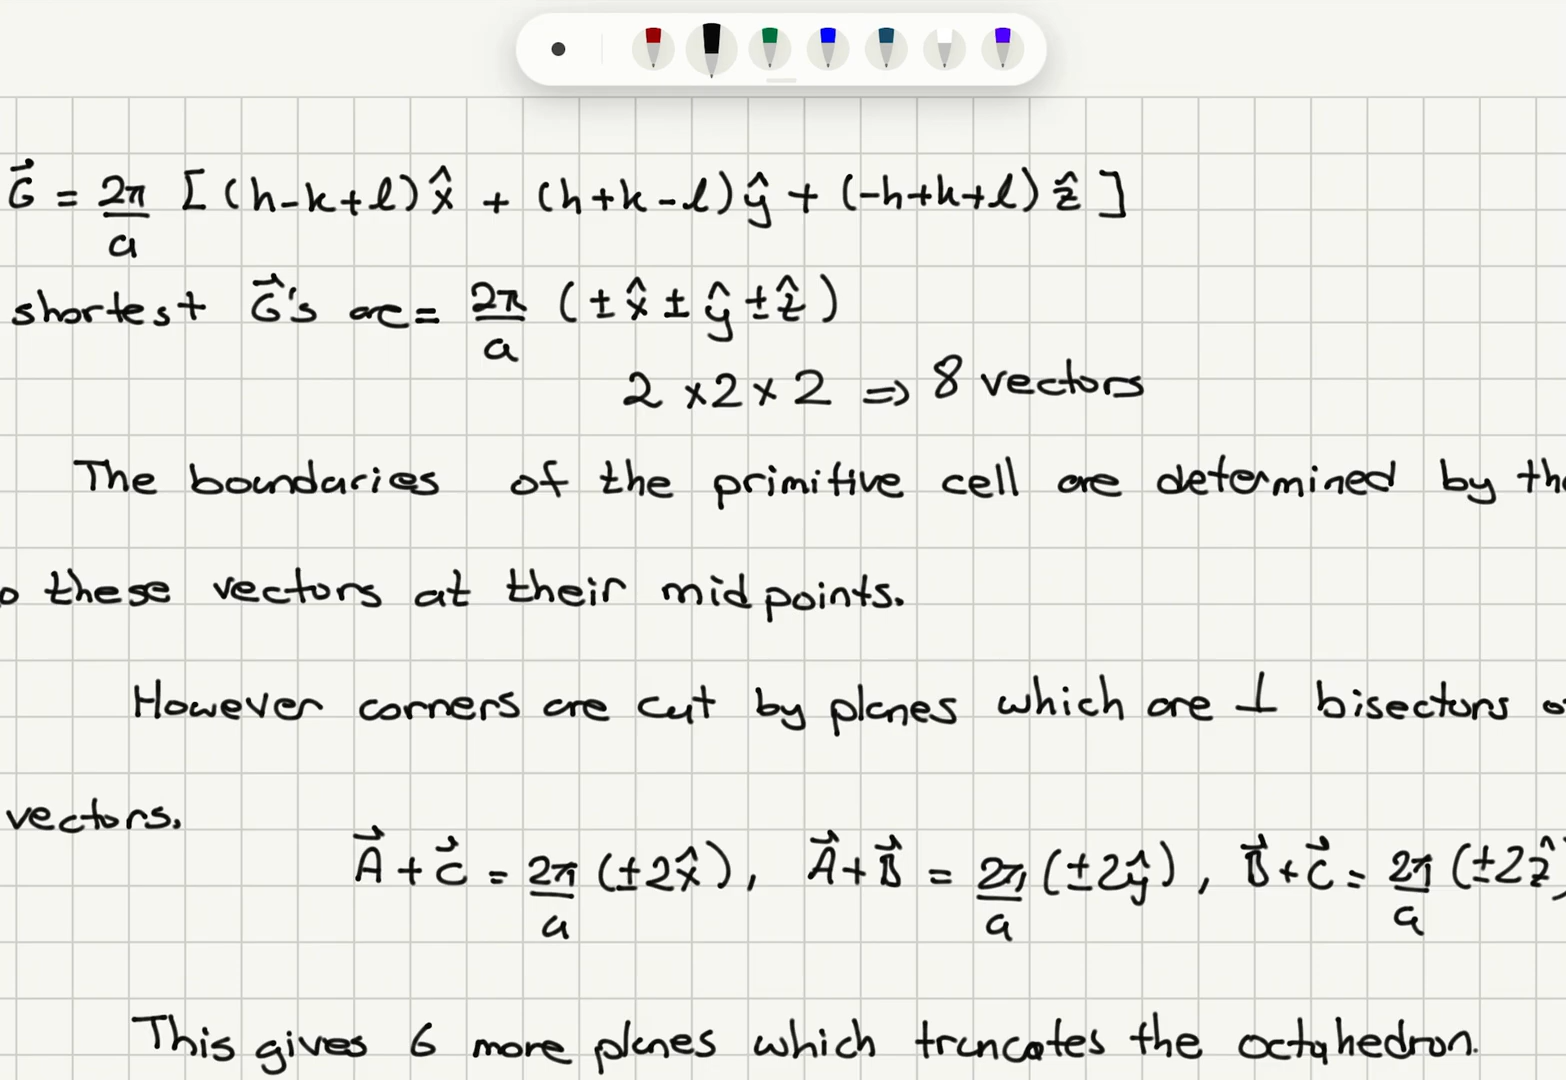 G⃗ = 2π/a [(h-k+l)x̂ + (h+k-l)ŷ + (-h+k+l)ẑ]
shortest G⃗'s are = 2π/a (±x̂ ± ŷ ± ẑ)
2 x 2 x 2 => 8 vectors
The boundaries of the primitive cell are determined by the
o these vectors at their midpoints.
However corners are cut by planes which are ⊥ bisectors o
vectors.
A⃗ + C⃗ = 2π/a (±2x̂), A⃗ + B⃗ = 2π/a (±2ŷ), B⃗ + C⃗ = 2π/a (±2ẑ)
This gives 6 more planes which truncates the octahedron.